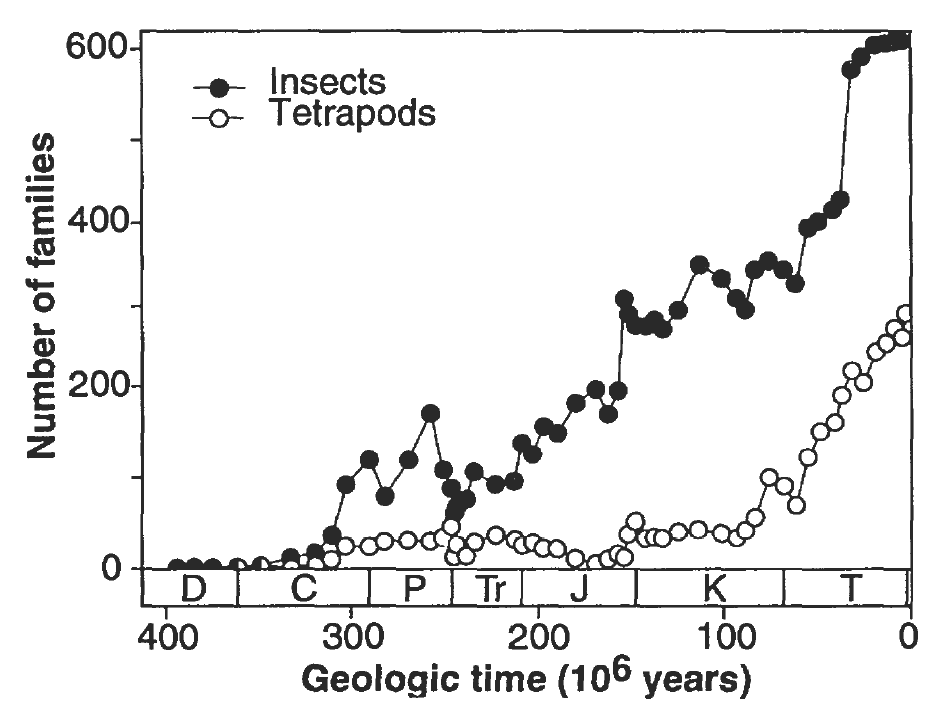 600
400
200
0
Number of families
Insects
Tetrapods
D C P Tr J K T
400 300 200 100 0
Geologic time (10⁶ years)